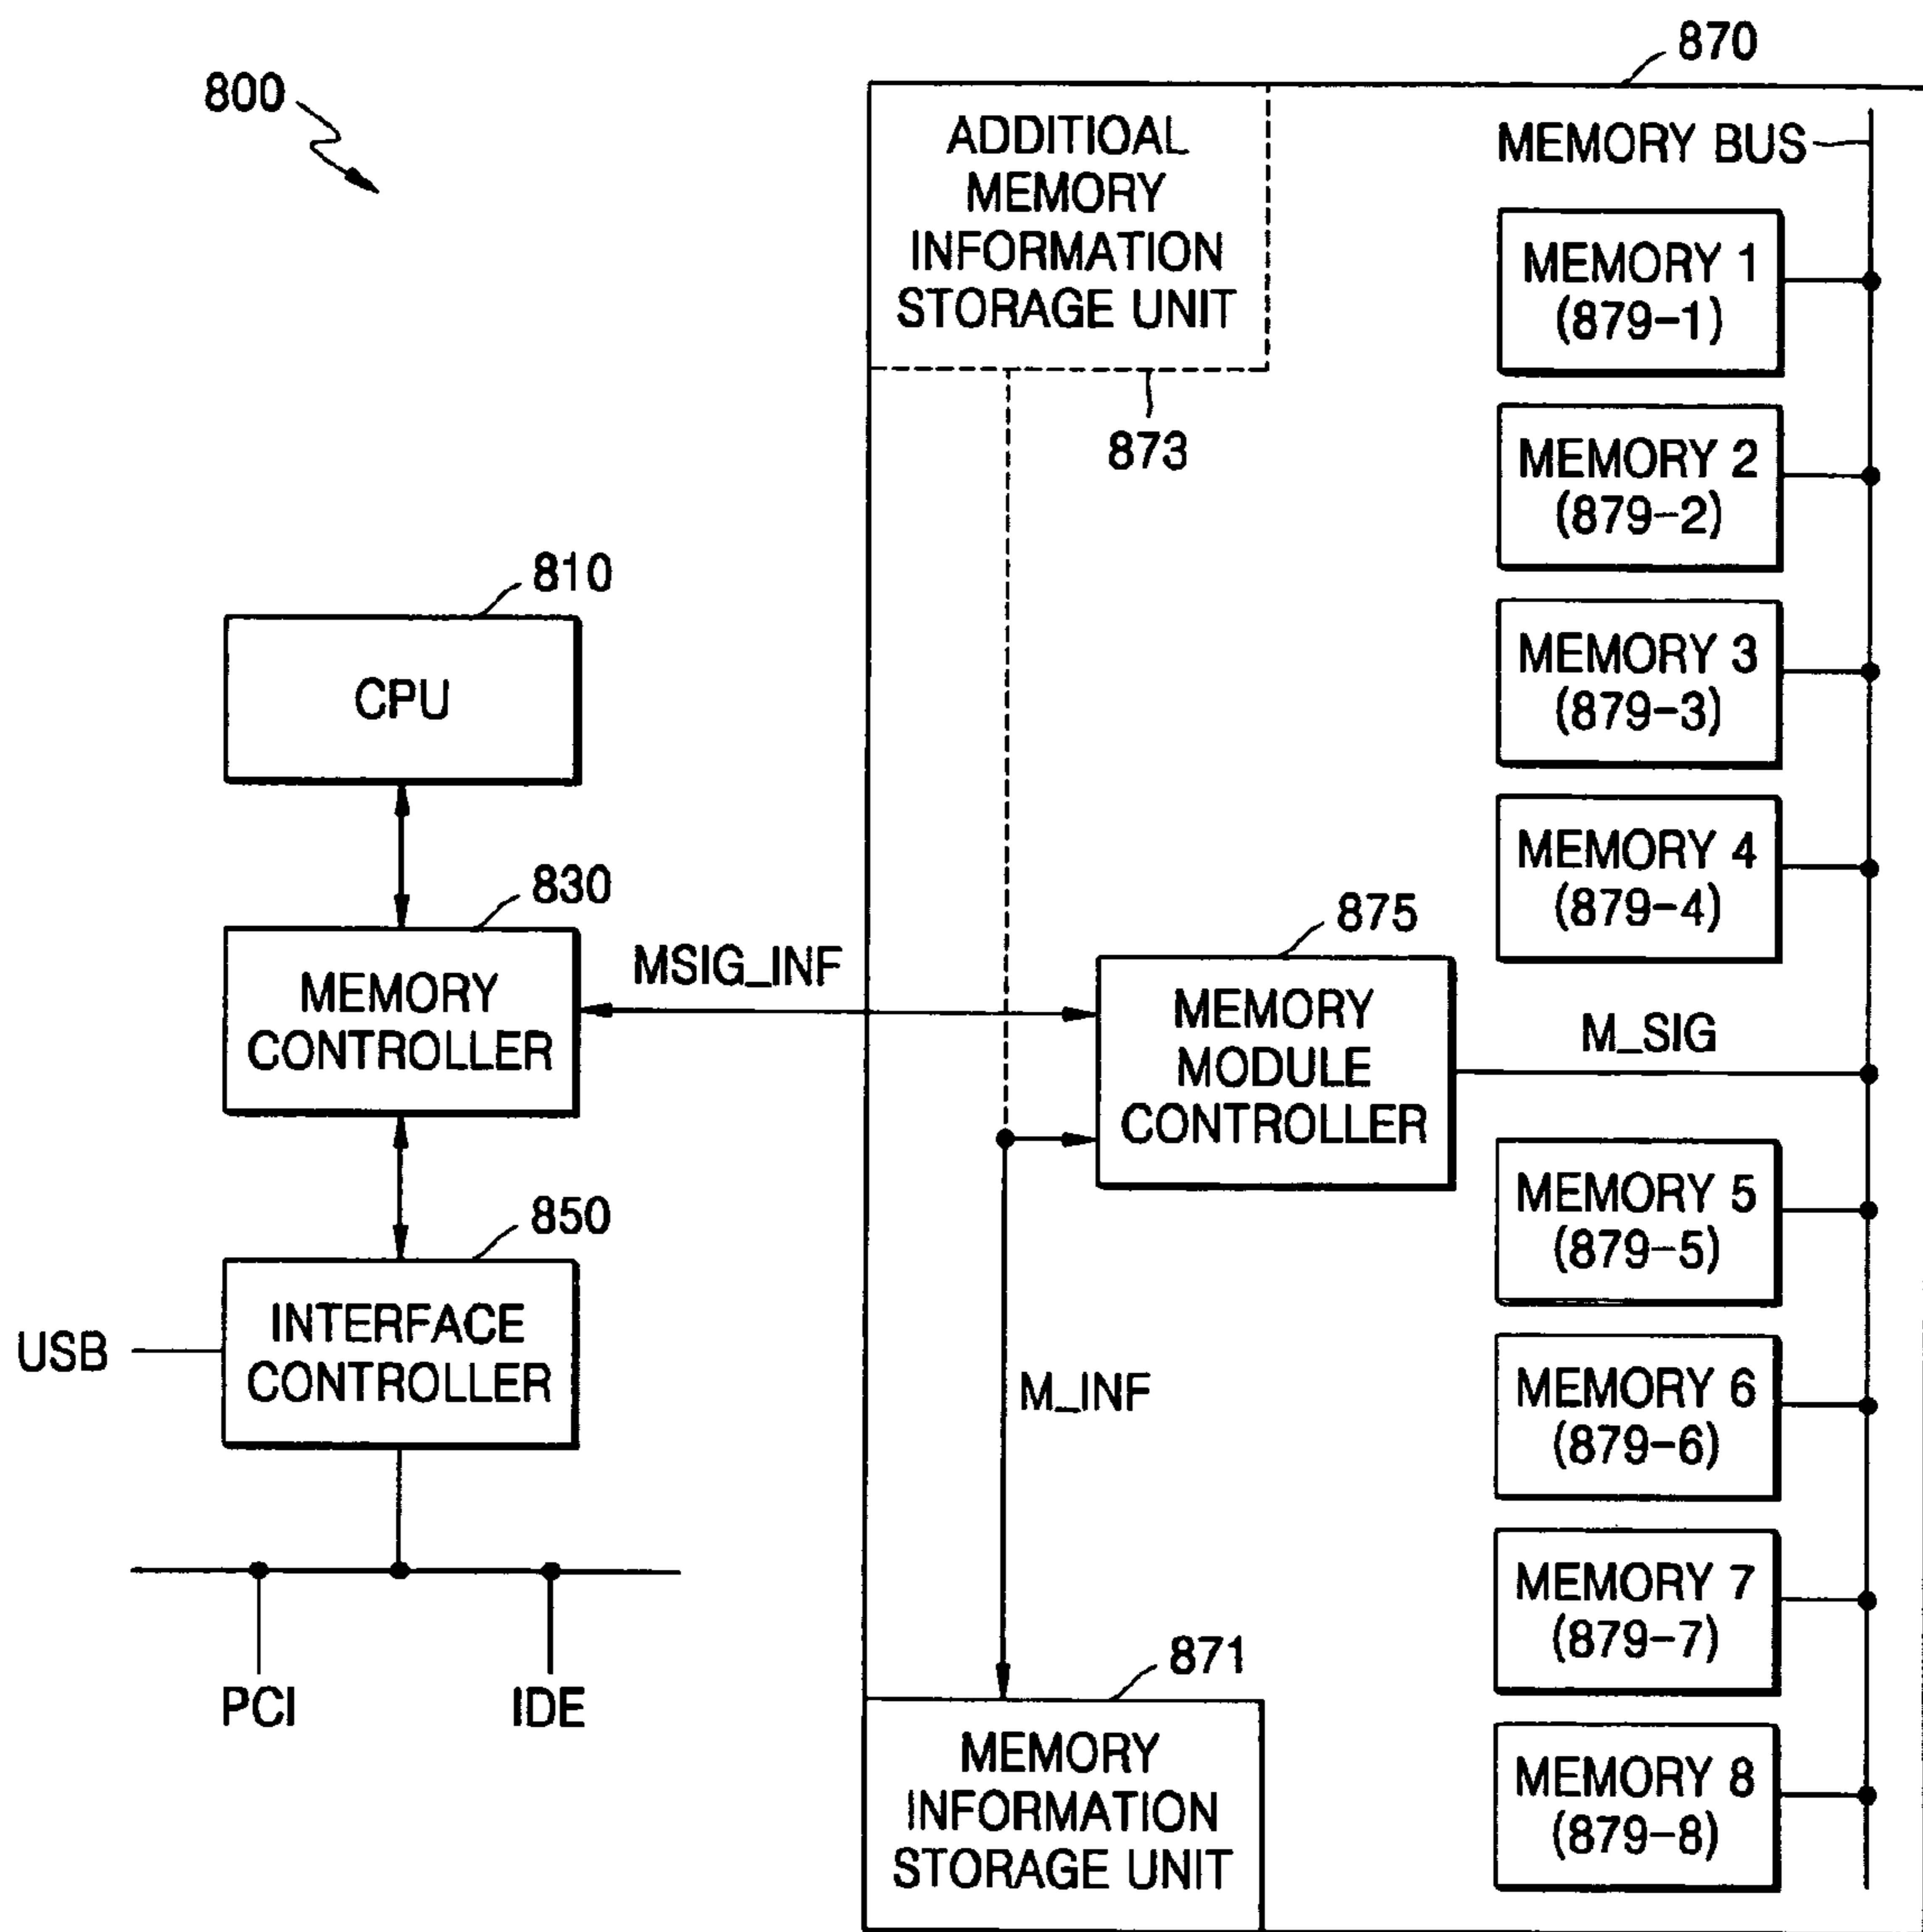 800
870
ADDITIOAL
MEMORY
INFORMATION
STORAGE UNIT
873
MEMORY BUS
MEMORY 1
(879-1)
MEMORY 2
(879-2)
MEMORY 3
(879-3)
MEMORY 4
(879-4)
810
CPU
830
MEMORY
CONTROLLER
MSIG_INF
875
MEMORY
MODULE
CONTROLLER
M_SIG
850
INTERFACE
CONTROLLER
USB
PCI
IDE
M_INF
871
MEMORY
INFORMATION
STORAGE UNIT
MEMORY 5
(879-5)
MEMORY 6
(879-6)
MEMORY 7
(879-7)
MEMORY 8
(879-8)